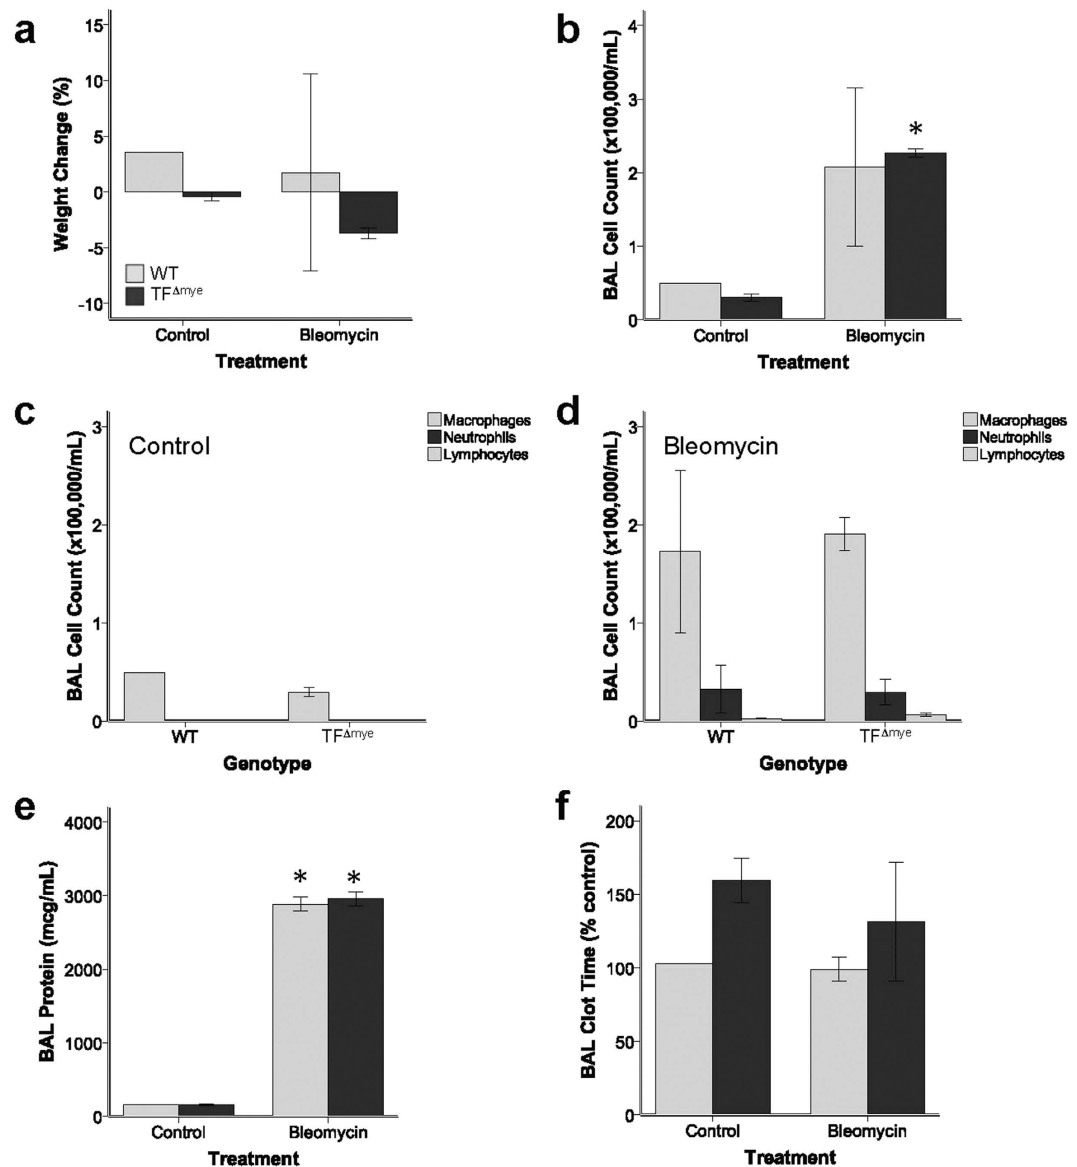 a
15
10
5
0
-5
-10
Weight Change (%)
WT
TFΔmye
Control
Bleomycin
Treatment
b
4
3
2
1
0
BAL Cell Count (x100,000/mL)
*
Control
Bleomycin
Treatment
c
3
2
1
0
BAL Cell Count (x100,000/mL)
Control
Macrophages
Neutrophils
Lymphocytes
WT
TFΔmye
Genotype
d
3
2
1
0
BAL Cell Count (x100,000/mL)
Bleomycin
Macrophages
Neutrophils
Lymphocytes
WT
TFΔmye
Genotype
e
4000
3000
2000
1000
0
BAL Protein (mcg/mL)
* *
Control
Bleomycin
Treatment
f
200
150
100
50
0
BAL Clot Time (% control)
Control
Bleomycin
Treatment